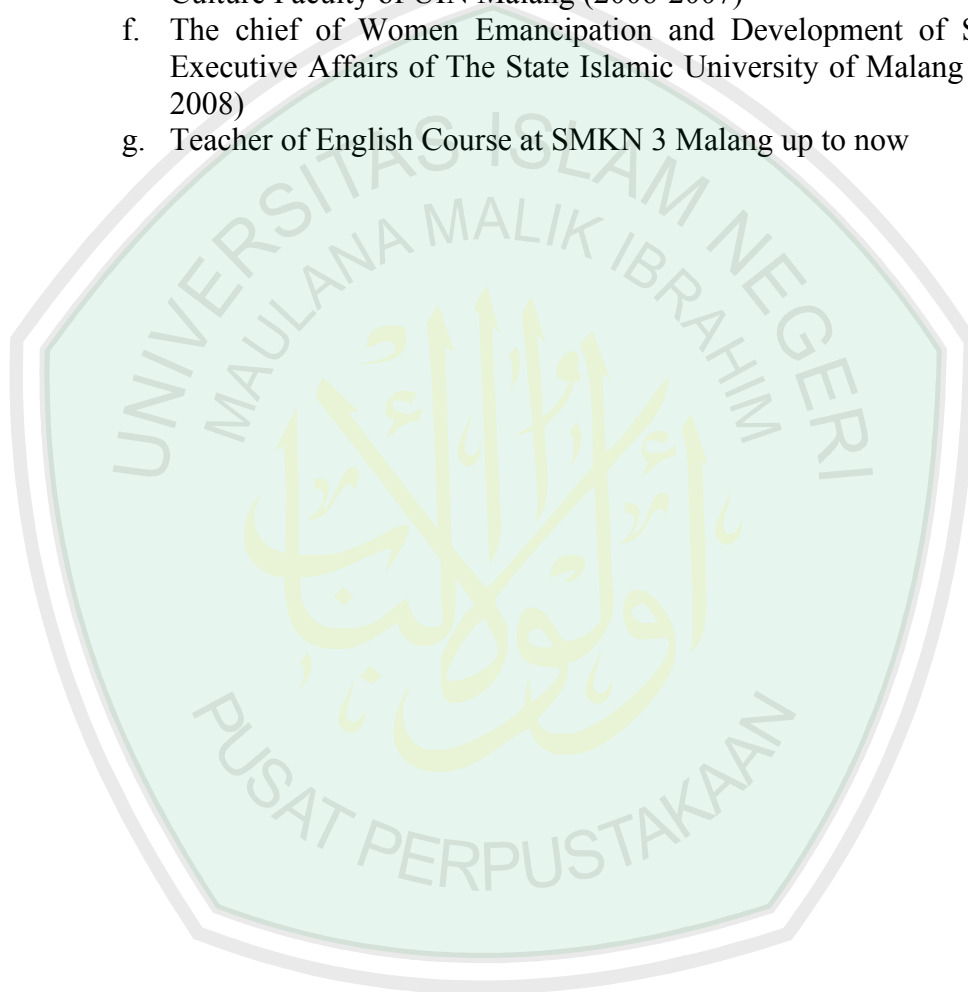 Culture Faculty of UIN Malang (2006-2007)
f. The chief of Women Emancipation and Development of S
Executive Affairs of The State Islamic University of Malang
2008)
g. Teacher of English Course at SMKN 3 Malang up to now
UNIVERSITAS ISLAM NEGERI
MAULANA MALIK IBRAHIM
أولوا الألباب
PUSAT PERPUSTAKAAN